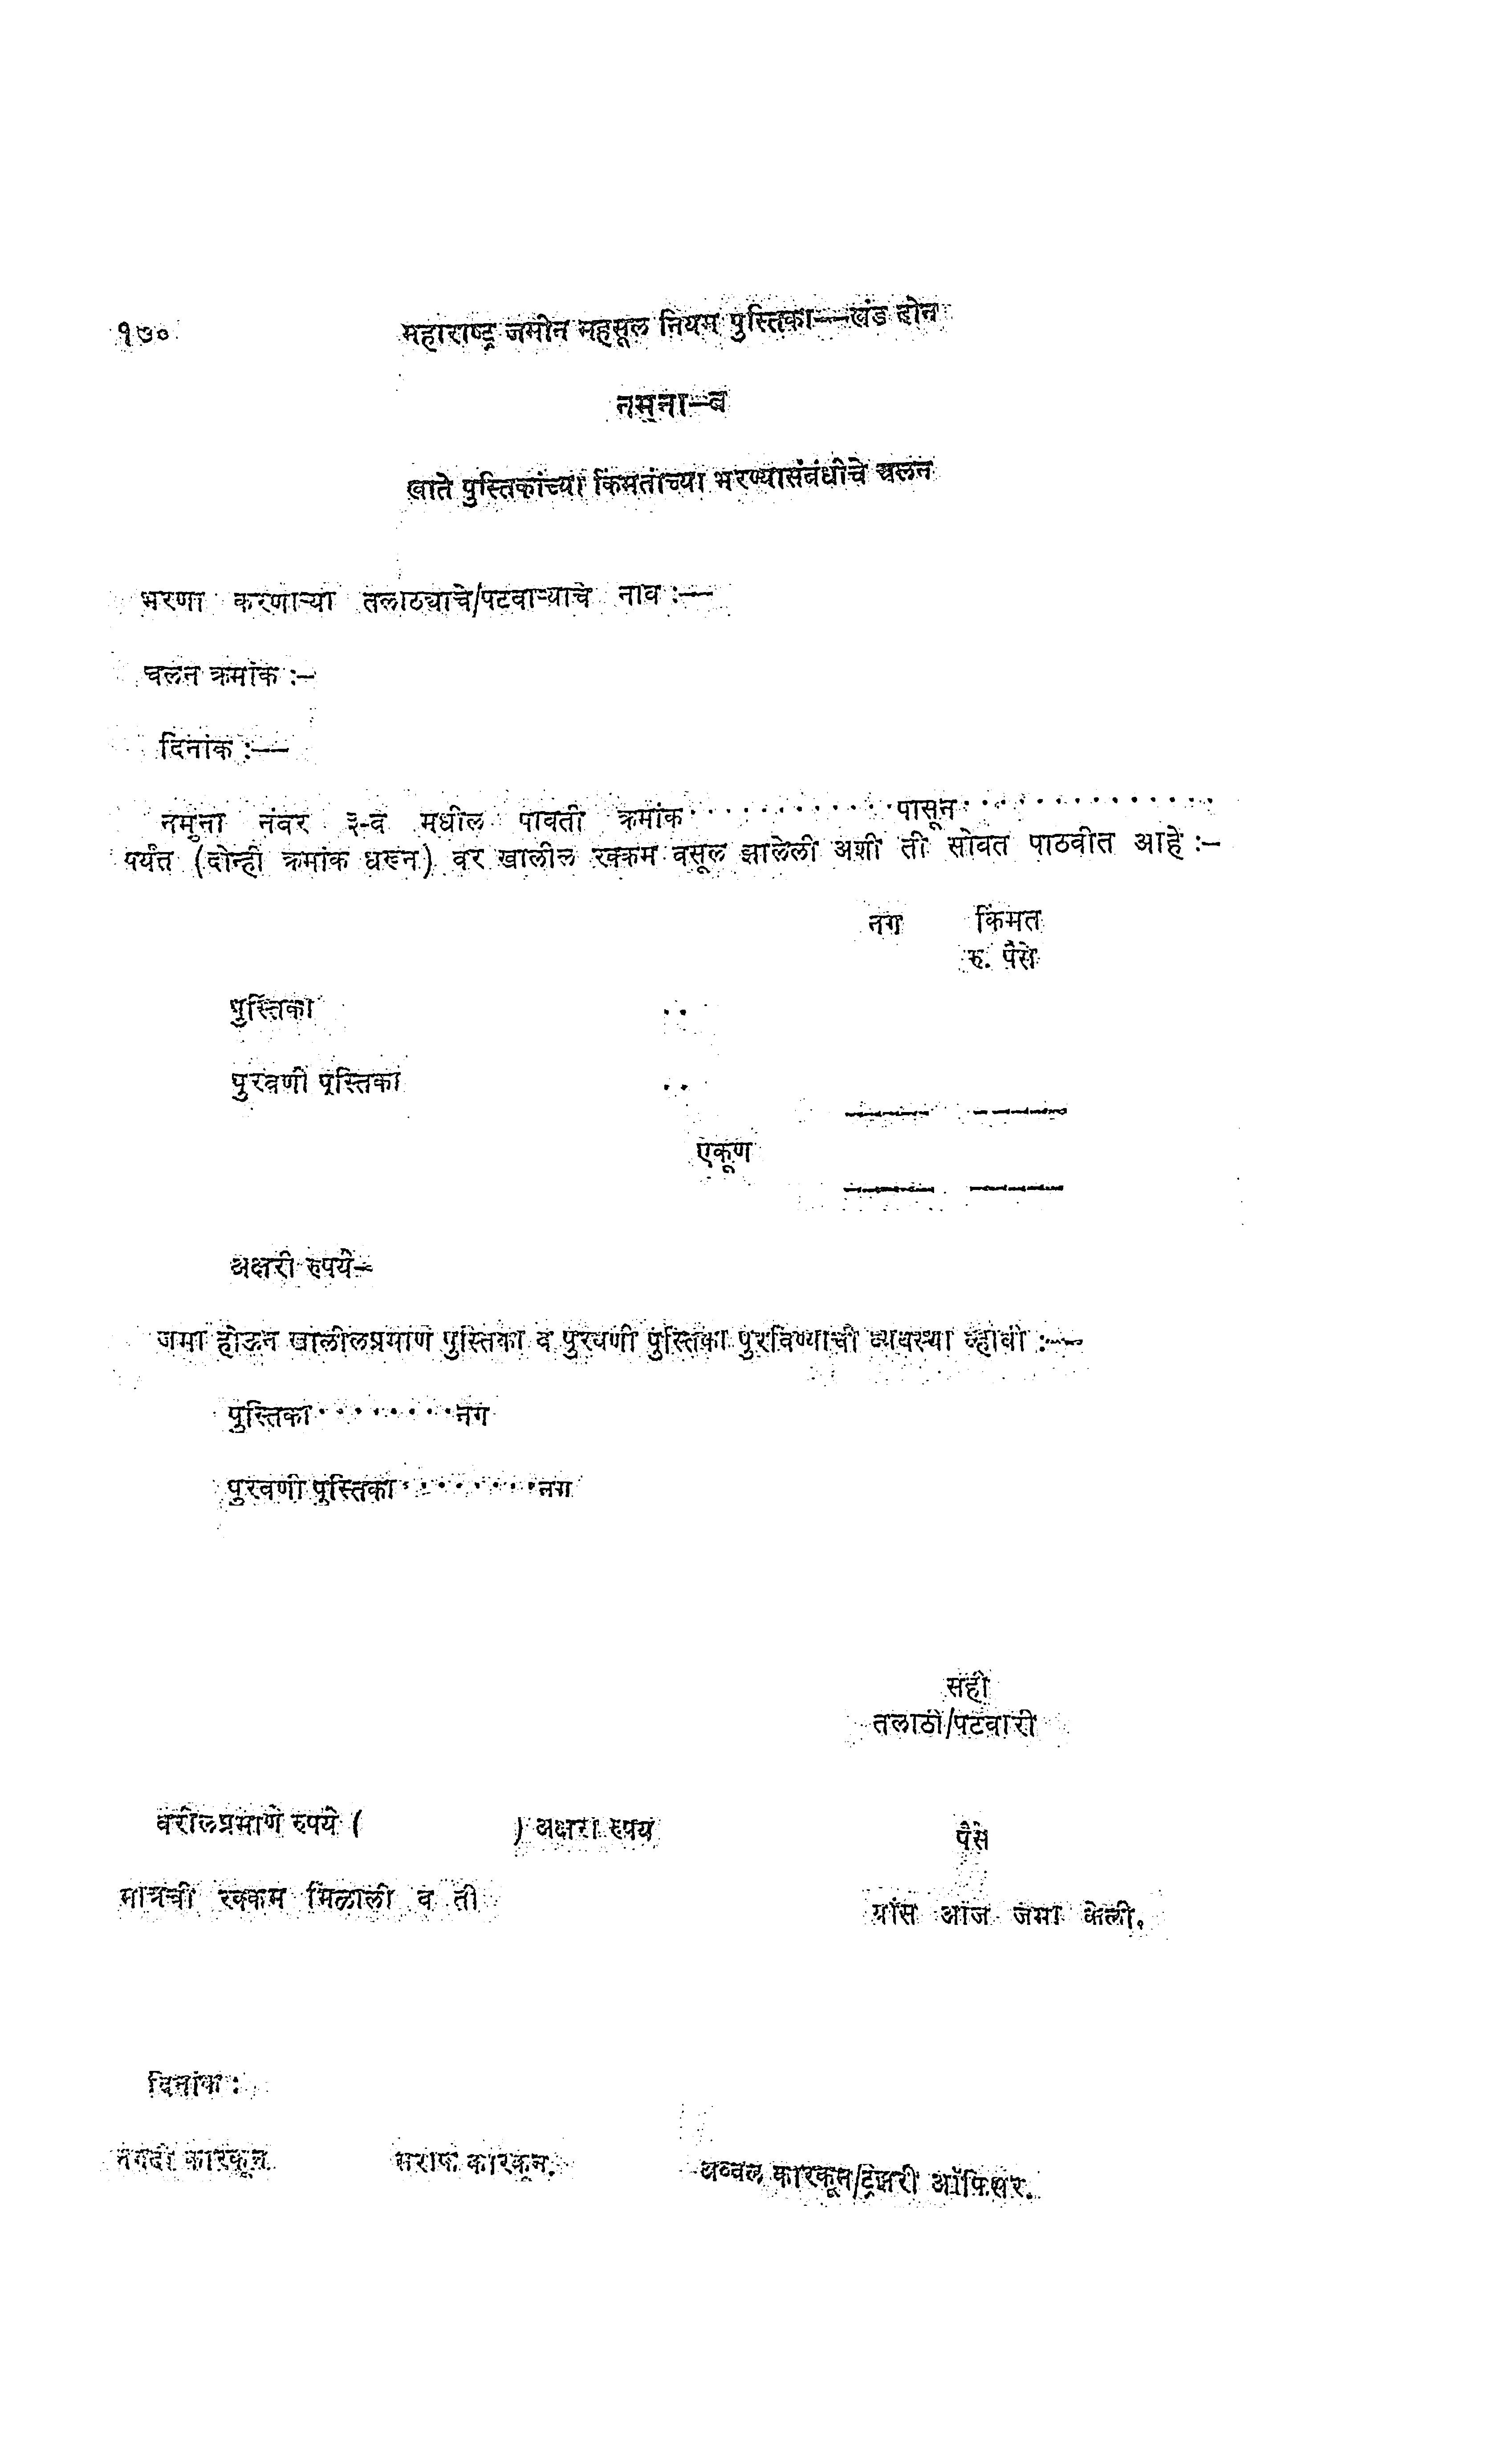 १७० महाराष्ट्र जमीन महसूल नियम पुस्तिका—खंड दोन
नमुना—ब
खाते पुस्तिकांच्या किंमतींच्या भरण्यासंबंधीचे चलन
भरणा करणाऱ्या तलाठ्याचे/पटवाऱ्याचे नाव :—
चलन क्रमांक :—
दिनांक :—
नमुना नंबर ३-ब मधील पावती क्रमांक............पासून..............
पर्यंत (दोन्ही क्रमांक धरून) वर खालील रक्कम वसूल झालेली अशी ती सोबत पाठवीत आहे :—
नग किंमत
रु. पैसे
पुस्तिका ..
पुरवणी पुस्तिका ..
एकूण
अक्षरी रुपये—
जमा होऊन खालीलप्रमाणे पुस्तिका व पुरवणी पुस्तिका पुरविण्याची व्यवस्था व्हावी :—
पुस्तिका........नग
पुरवणी पुस्तिका........नग
सही
तलाठी/पटवारी
वरीलप्रमाणे रुपये ( ) अक्षरी रुपये पैसे
मात्रची रक्कम मिळाली व ती यांस आज जमा केली.
दिनांक :
नगदी कारकून सराफ कारकून. अव्वल कारकून/ट्रेझरी ऑफिसर.